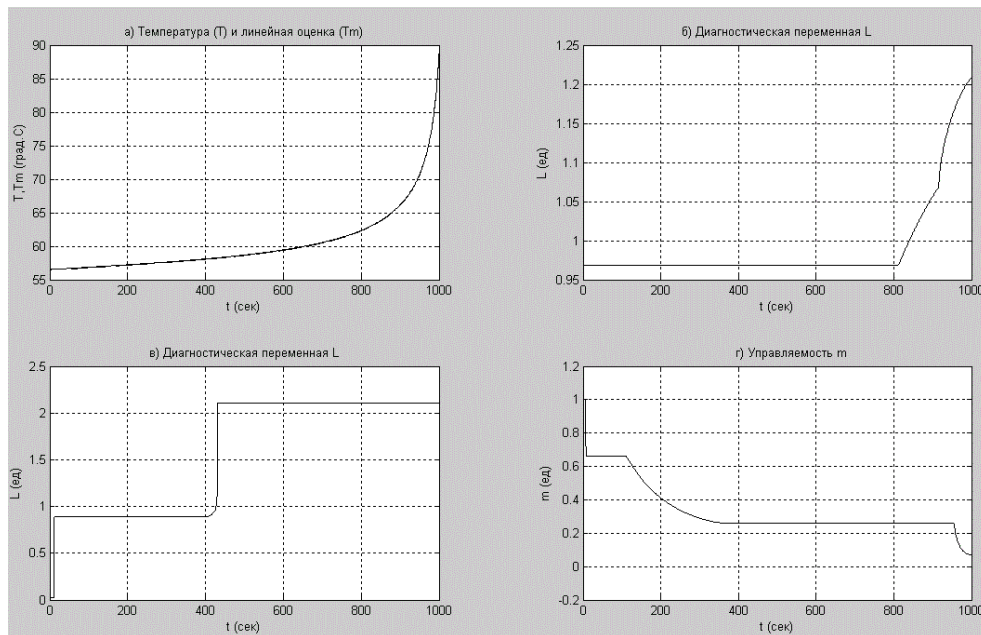 а) Температура (Т) и линейная оценка (Tm)
90
85
80
75
70
65
60
55
0 200 400 600 800 1000
T,Tm (град.С)
t (сек)
б) Диагностическая переменная L
1.25
1.2
1.15
1.1
1.05
1
0.95
0 200 400 600 800 1000
L (ед)
t (сек)
в) Диагностическая переменная L
2.5
2
1.5
1
0.5
0
0 200 400 600 800 1000
L (ед)
t (сек)
г) Управляемость m
1.2
1
0.8
0.6
0.4
0.2
0
-0.2
0 200 400 600 800 1000
m (ед)
t (сек)